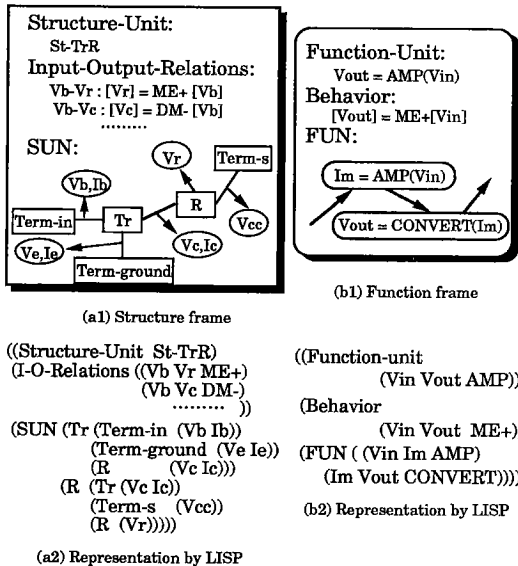 Structure-Unit:
St-TrR
Input-Output-Relations:
Vb-Vr : [Vr] = ME+ [Vb]
Vb-Vc : [Vc] = DM- [Vb]
.........
SUN:
Vr
Term-s
Vb,Ib
R
Term-in
Tr
Vcc
Ve,Ie
Vc,Ic
Term-ground
(a1) Structure frame
Function-Unit:
Vout = AMP(Vin)
Behavior:
[Vout] = ME+[Vin]
FUN:
Im = AMP(Vin)
Vout = CONVERT(Im)
(b1) Function frame
((Structure-Unit St-TrR)
(I-O-Relations ((Vb Vr ME+)
(Vb Vc DM-)
......... ))
(SUN (Tr (Term-in (Vb Ib))
(Term-ground (Ve Ie))
(R (Vc Ic)))
(R (Tr (Vc Ic))
(Term-s (Vcc))
(R (Vr)))))
(a2) Representation by LISP
((Function-unit
(Vin Vout AMP))
(Behavior
(Vin Vout ME+)
(FUN ( (Vin Im AMP)
(Im Vout CONVERT))))
(b2) Representation by LISP